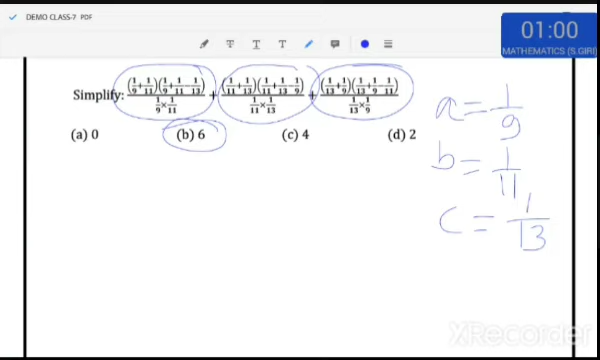 DEMO CLASS-7 PDF
01:00
MATHEMATICS (S.GIRI)
Simplify: ((1/9+1/11)(1/9+1/11−1/13))/(1/9×1/11) + ((1/11+1/13)(1/11+1/13−1/9))/(1/11×1/13) + ((1/13+1/9)(1/13+1/9−1/11))/(1/13×1/9)
(a) 0 (b) 6 (c) 4 (d) 2
a = 1/9
b = 1/11
c = 1/13
XRecorder